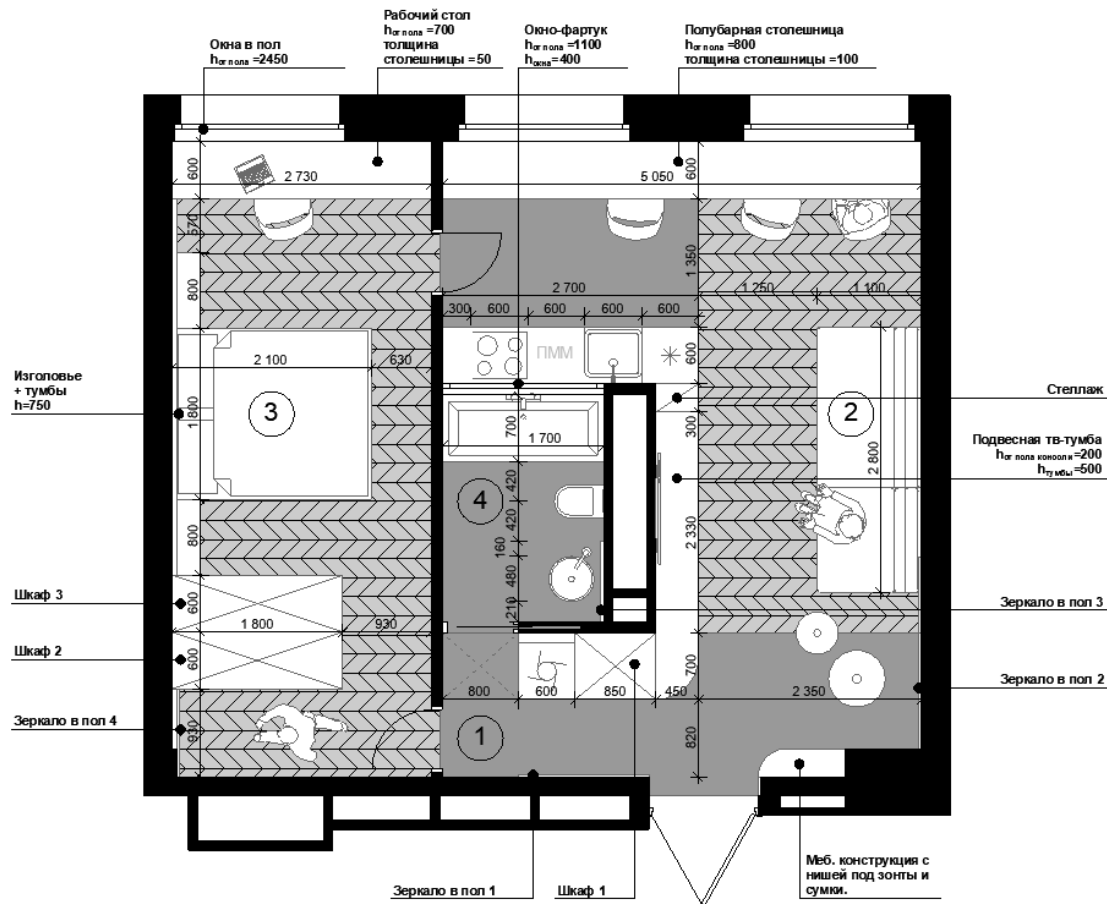 Окна в пол
hот пола =2450
Рабочий стол
hот пола =700
толщина
столешницы =50
Окно-фартук
hот пола =1100
hокна =400
Полубарная столешница
hот пола =800
толщина столешницы =100
600
2 730
5 050
600
570
1 350
800
2 700
1 250
1 100
300
600
600
600
600
ПММ
600
2 100
630
Изголовье
+ тумбы
h=750
3
1 800
700
1 700
300
2
2 800
Стеллаж
Подвесная тв-тумба
hот пола консоли =200
hтумбы =500
4
420
420
160
480
210
2 330
800
Шкаф 3
600
1 800
930
Зеркало в пол 3
Шкаф 2
600
700
800
600
850
450
2 350
Зеркало в пол 2
Зеркало в пол 4
930
1
820
Зеркало в пол 1
Шкаф 1
Меб. конструкция с
нишей под зонты и
сумки.